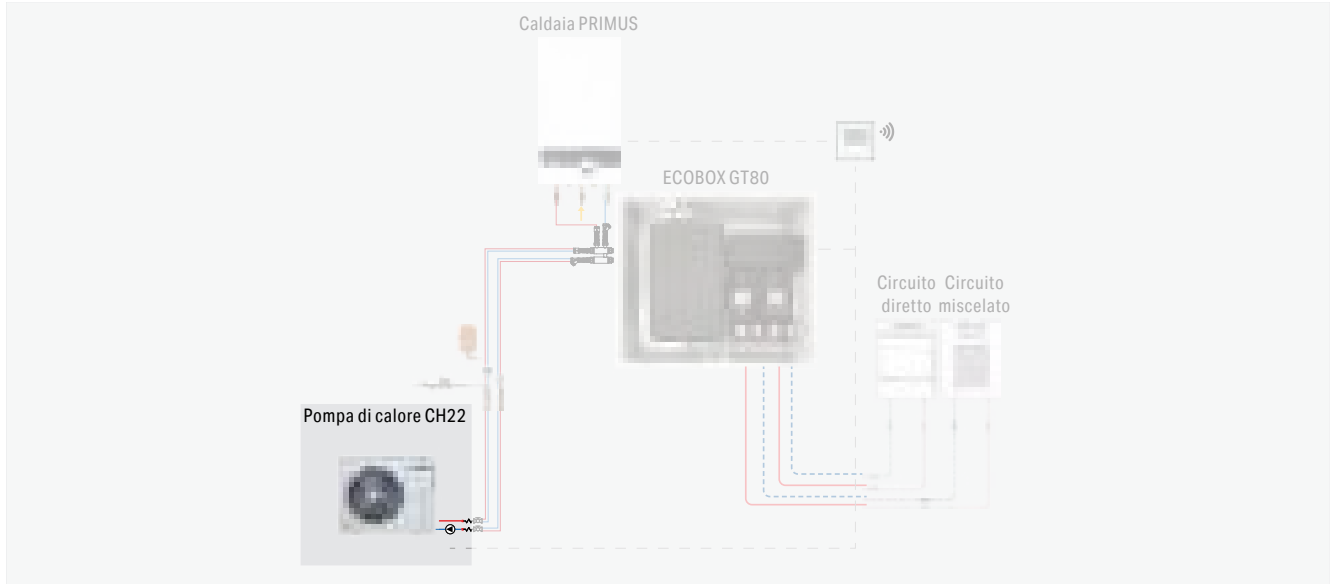 Caldaia PRIMUS
ECOBOX GT80
Circuito Circuito
diretto miscelato
Pompa di calore CH22